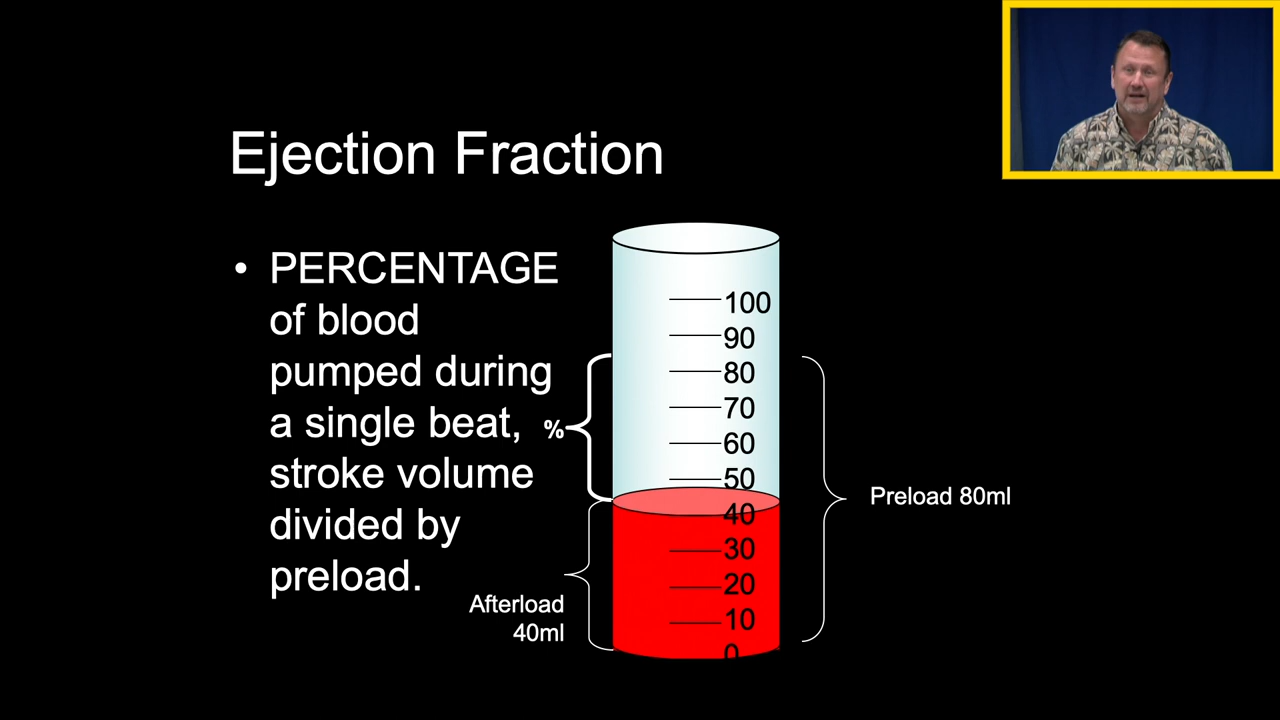 Ejection Fraction
• PERCENTAGE
of blood
pumped during
a single beat,
stroke volume
divided by
preload.
%
Afterload
40ml
100
90
80
70
60
50
40
30
20
10
0
Preload 80ml